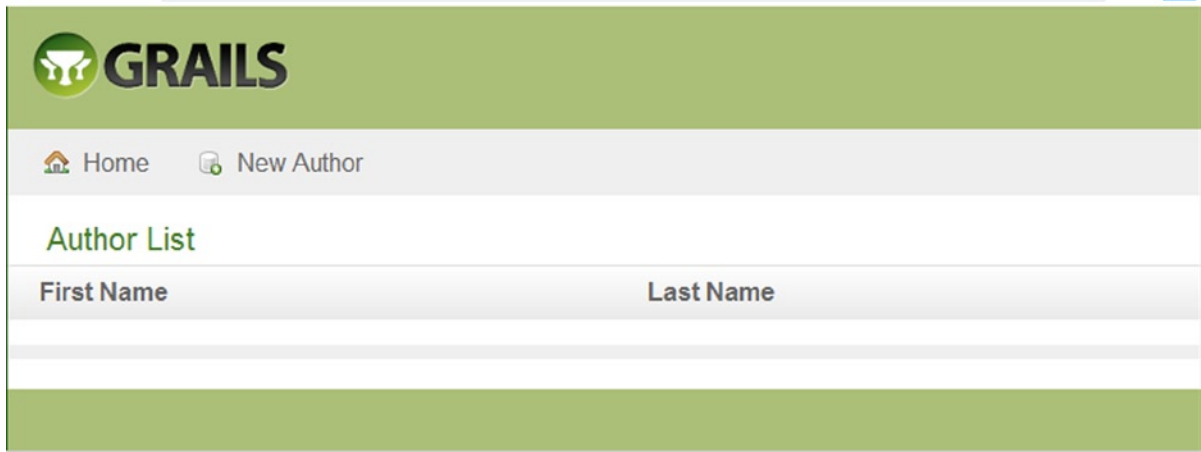 GRAILS
Home New Author
Author List
First Name Last Name